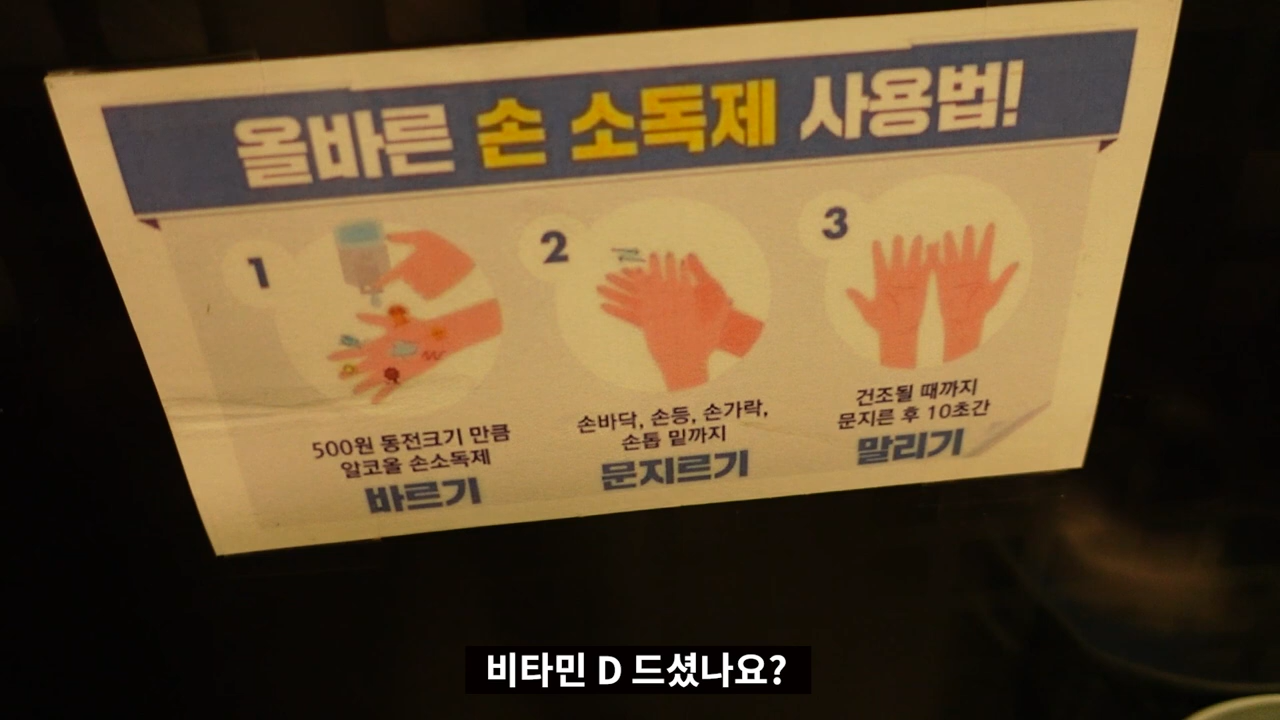 올바른 손 소독제 사용법!
1
500원 동전크기 만큼
알코올 손소독제
바르기
2
손바닥, 손등, 손가락,
손톱 밑까지
문지르기
3
건조될 때까지
문지른 후 10초간
말리기
비타민 D 드셨나요?